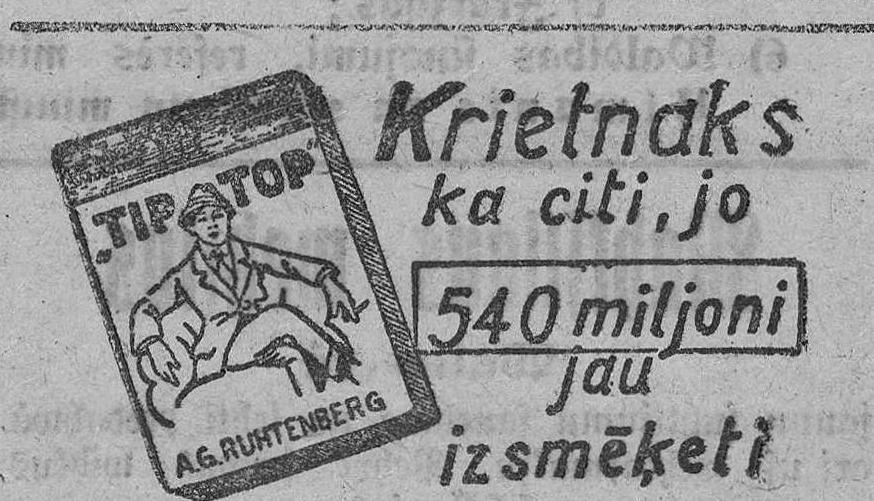 „TIP TOP”
A.G. RUHTENBERG
Krietnaks
ka citi, jo
540 miljoni
jau
izsmēķeti